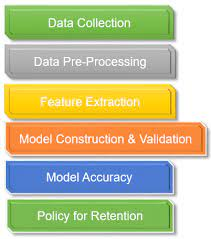 Data Collection
Data Pre-Processing
Feature Extraction
Model Construction & Validation
Model Accuracy
Policy for Retention